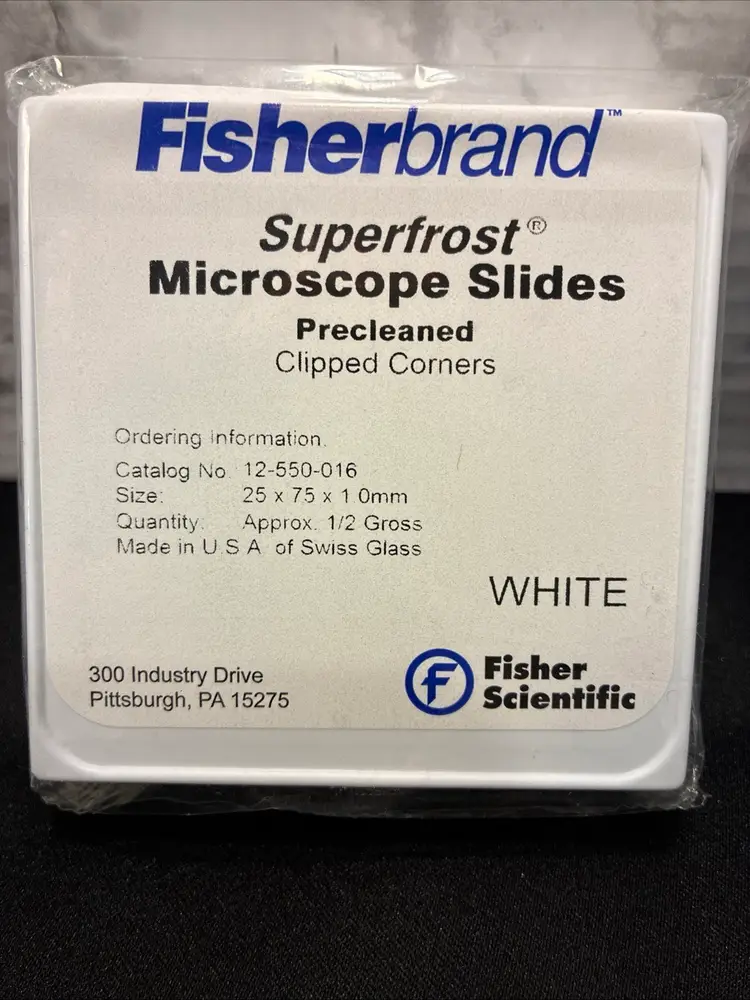 Fisherbrand™
Superfrost®
Microscope Slides
Precleaned
Clipped Corners
Ordering Information.
Catalog No. 12-550-016
Size: 25 x 75 x 1.0mm
Quantity: Approx. 1/2 Gross
Made in U.S.A. of Swiss Glass
WHITE
300 Industry Drive
Pittsburgh, PA 15275
Fisher
Scientific